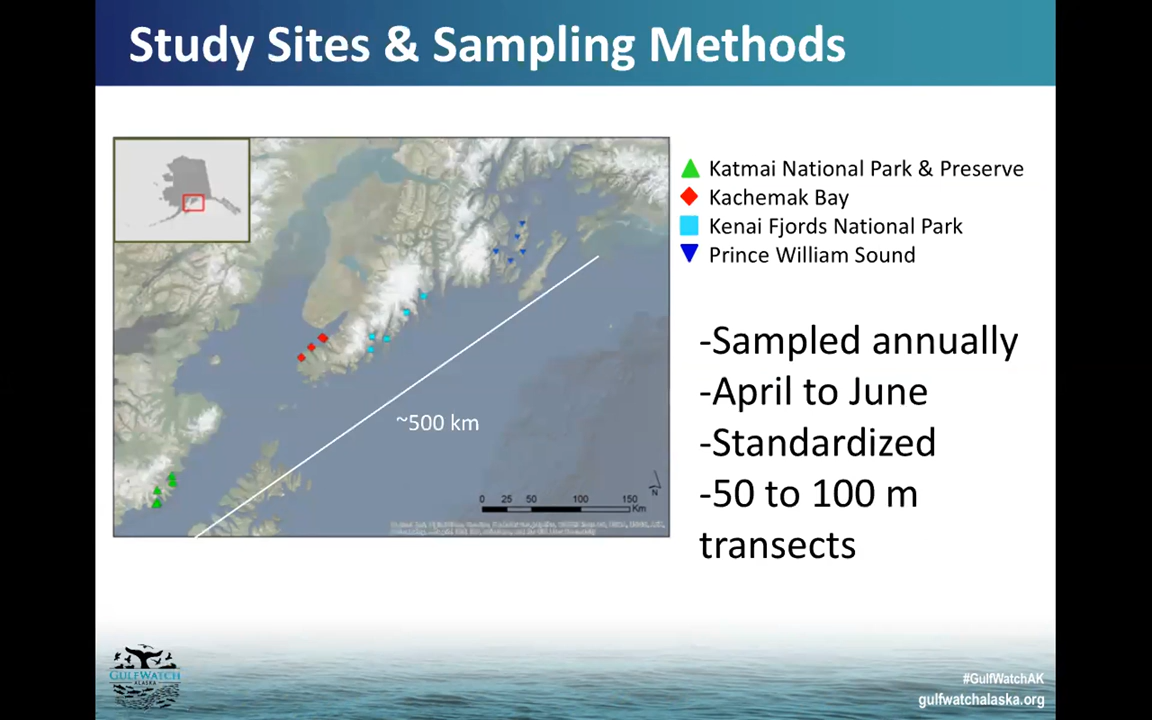 Study Sites & Sampling Methods
Katmai National Park & Preserve
Kachemak Bay
Kenai Fjords National Park
Prince William Sound
-Sampled annually
-April to June
-Standardized
-50 to 100 m
transects
~500 km
0 25 50 100 150
Km
N
GULFWATCH
ALASKA
#GulfWatchAK
gulfwatchalaska.org